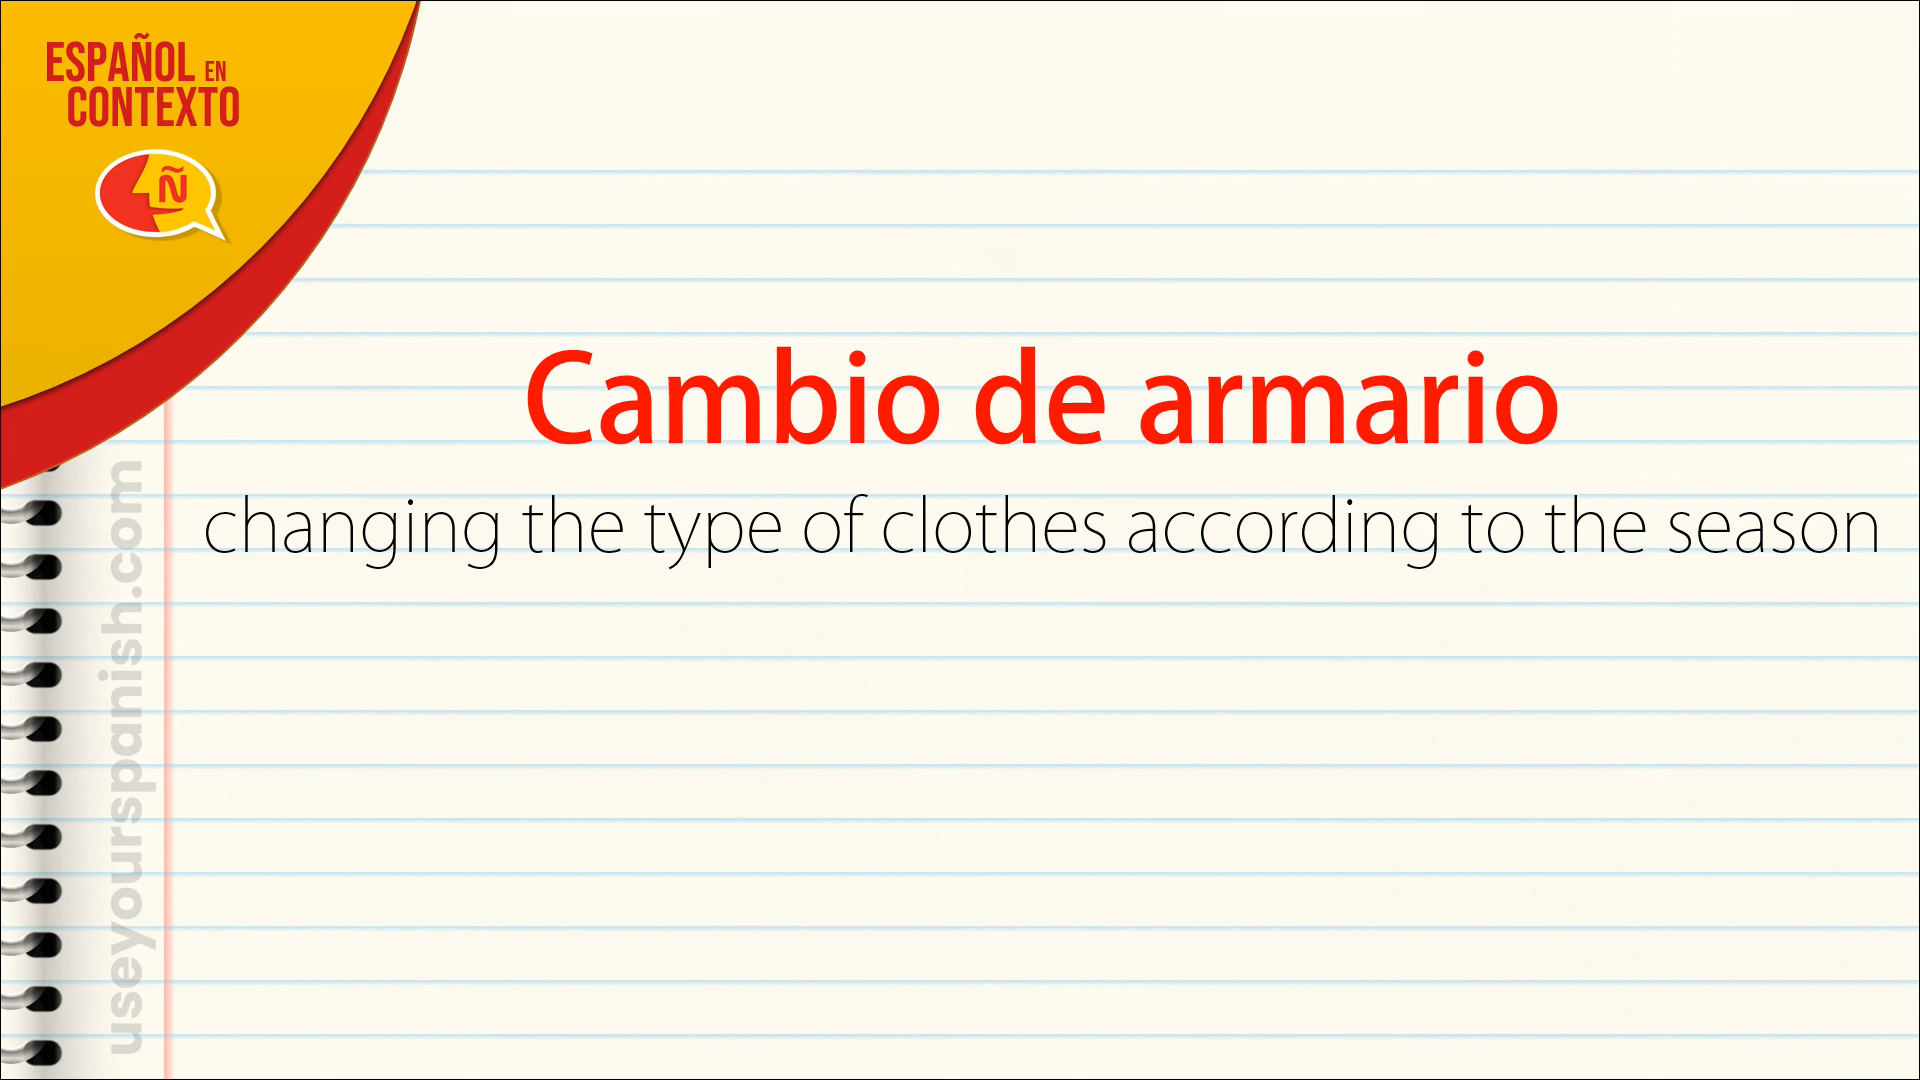 ESPAÑOL EN
CONTEXTO
Ñ
Cambio de armario
changing the type of clothes according to the season
useyourspanish.com